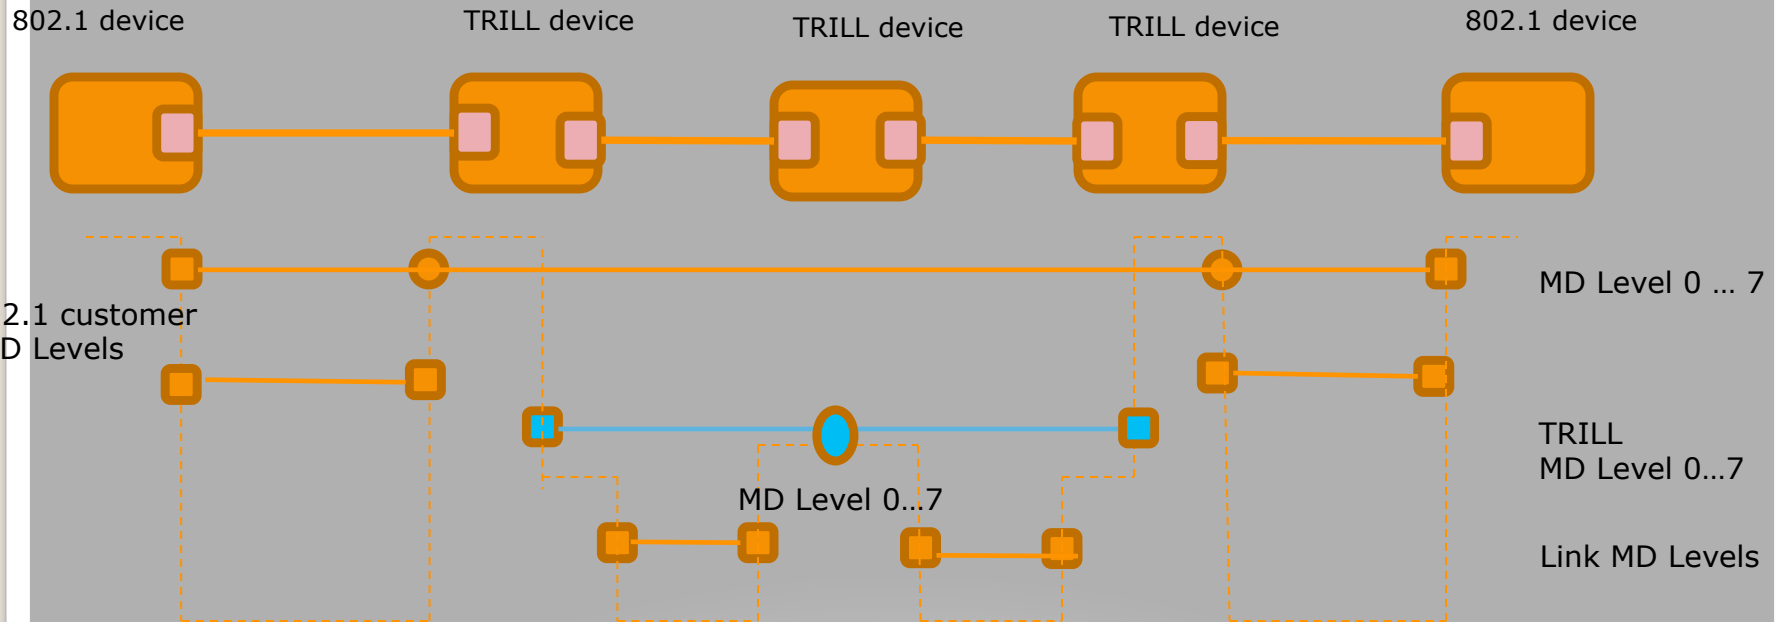 802.1 device
TRILL device
TRILL device
TRILL device
802.1 device
MD Level 0 ... 7
2.1 customer
D Levels
TRILL
MD Level 0...7
MD Level 0...7
Link MD Levels